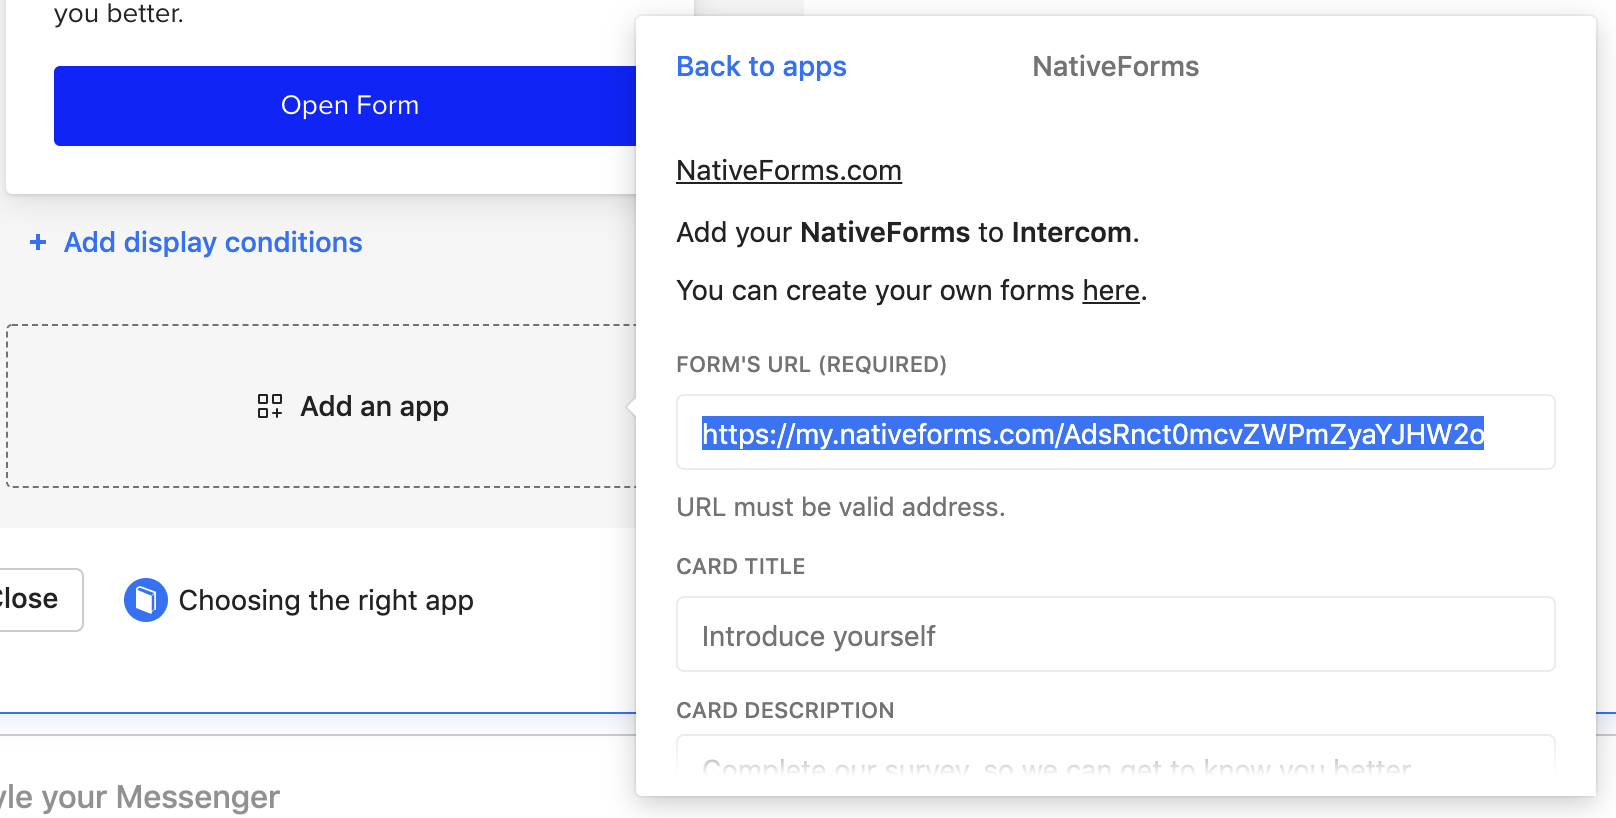 you better.
Open Form
+ Add display conditions
Add an app
Close
Choosing the right app
yle your Messenger
Back to apps
NativeForms
NativeForms.com
Add your NativeForms to Intercom.
You can create your own forms here.
FORM'S URL (REQUIRED)
https://my.nativeforms.com/AdsRnct0mcvZWPmZyaYJHW2o
URL must be valid address.
CARD TITLE
Introduce yourself
CARD DESCRIPTION
Complete our survey, so we can get to know you better